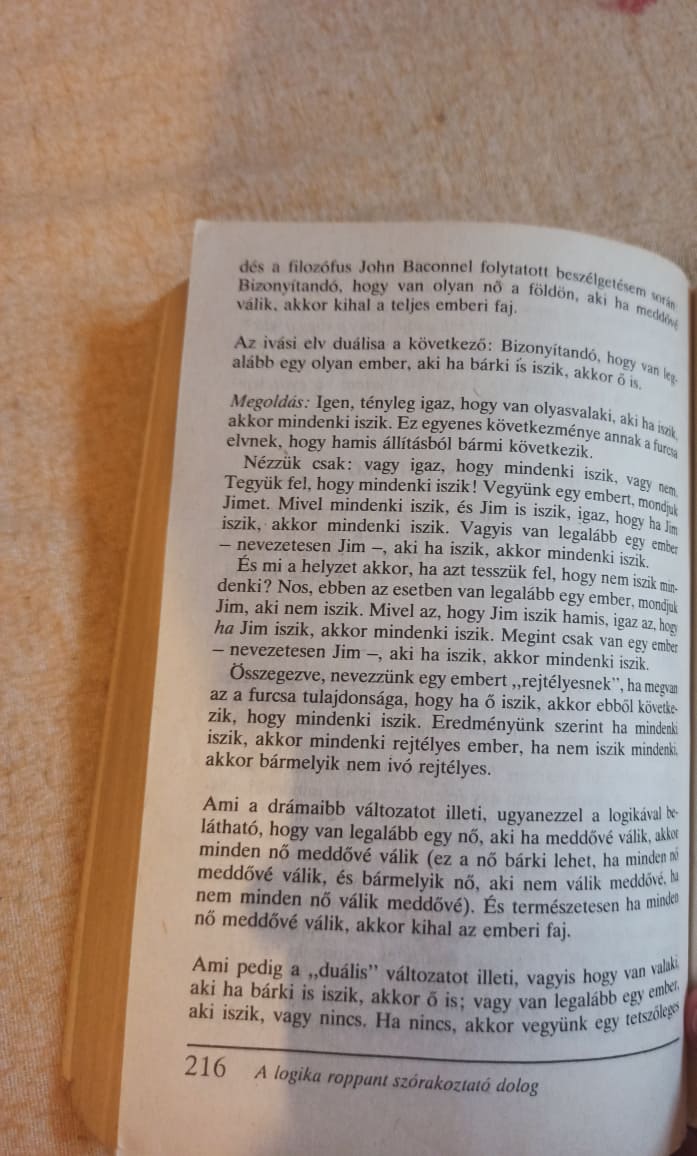 dés a filozófus John Baconnel folytatott beszélgetésem során
Bizonyítandó, hogy van olyan nő a földön, aki ha meddővé
válik, akkor kihal a teljes emberi faj.
Az ivási elv duálisa a következő: Bizonyítandó, hogy van leg-
alább egy olyan ember, aki ha bárki is iszik, akkor ő is.
Megoldás: Igen, tényleg igaz, hogy van olyasvalaki, aki ha iszik,
akkor mindenki iszik. Ez egyenes következménye annak a furcsa
elvnek, hogy hamis állításból bármi következik.
Nézzük csak: vagy igaz, hogy mindenki iszik, vagy nem.
Tegyük fel, hogy mindenki iszik! Vegyünk egy embert, mondjuk
Jimet. Mivel mindenki iszik, és Jim is iszik, igaz, hogy ha Jim
iszik, akkor mindenki iszik. Vagyis van legalább egy ember
– nevezetesen Jim –, aki ha iszik, akkor mindenki iszik.
És mi a helyzet akkor, ha azt tesszük fel, hogy nem iszik min-
denki? Nos, ebben az esetben van legalább egy ember, mondjuk
Jim, aki nem iszik. Mivel az, hogy Jim iszik hamis, igaz az, hogy
ha Jim iszik, akkor mindenki iszik. Megint csak van egy ember
– nevezetesen Jim –, aki ha iszik, akkor mindenki iszik.
Összegezve, nevezzünk egy embert „rejtélyesnek”, ha megvan
az a furcsa tulajdonsága, hogy ha ő iszik, akkor ebből követke-
zik, hogy mindenki iszik. Eredményünk szerint ha mindenki
iszik, akkor mindenki rejtélyes ember, ha nem iszik mindenki,
akkor bármelyik nem ivó rejtélyes.
Ami a drámaibb változatot illeti, ugyanezzel a logikával be-
látható, hogy van legalább egy nő, aki ha meddővé válik, akkor
minden nő meddővé válik (ez a nő bárki lehet, ha minden nő
meddővé válik, és bármelyik nő, aki nem válik meddővé, ha
nem minden nő válik meddővé). És természetesen ha minden
nő meddővé válik, akkor kihal az emberi faj.
Ami pedig a „duális” változatot illeti, vagyis hogy van valaki,
aki ha bárki is iszik, akkor ő is; vagy van legalább egy ember,
aki iszik, vagy nincs. Ha nincs, akkor vegyünk egy tetszőleges
216 A logika roppant szórakoztató dolog